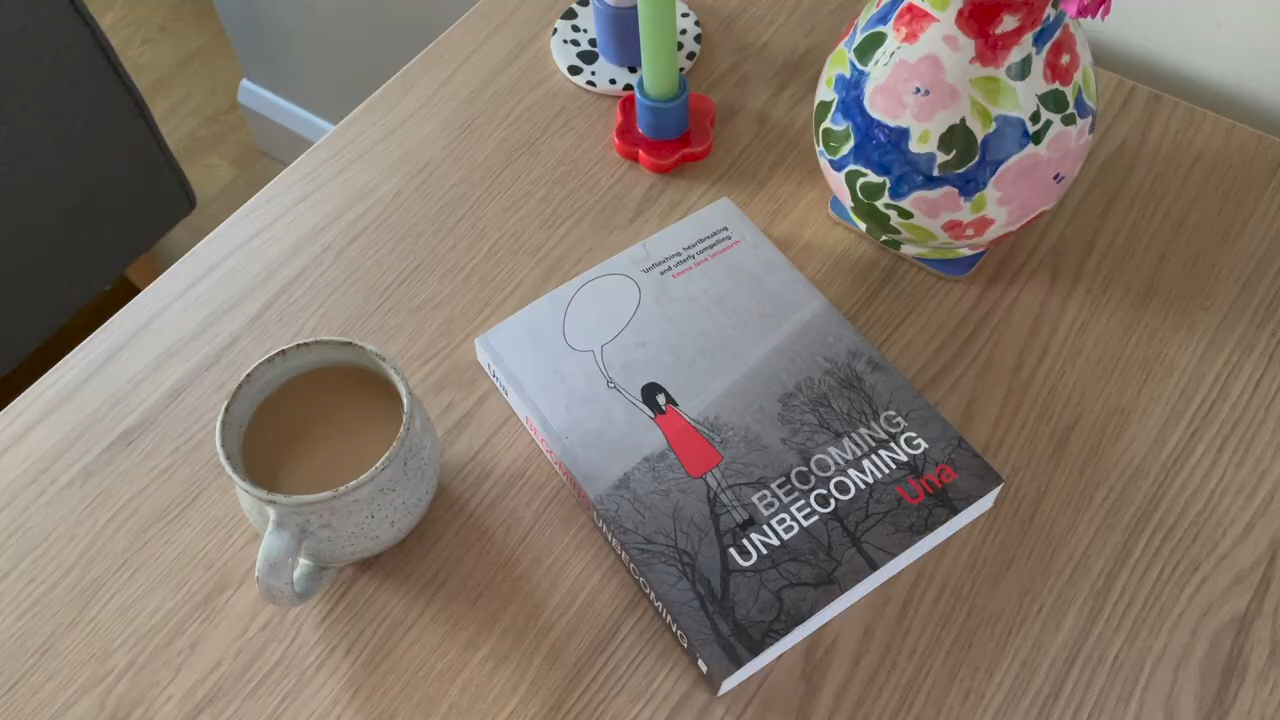 'Unflinching, heartbreaking
and utterly compelling.'
Emma Jane Unsworth
BECOMING
UNBECOMING
Una
Una
BECOMING
UNBECOMING